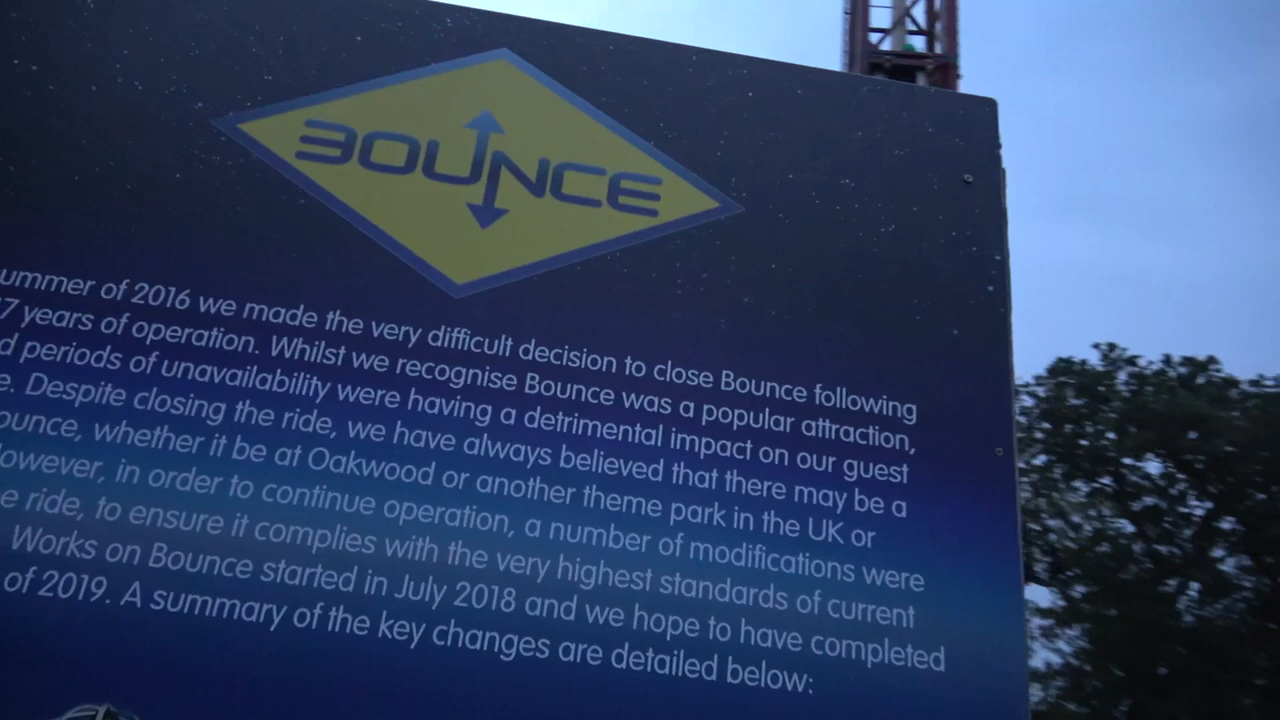 BOUNCE
ummer of 2016 we made the very difficult decision to close Bounce following
7 years of operation. Whilst we recognise Bounce was a popular attraction,
d periods of unavailability were having a detrimental impact on our guest
e. Despite closing the ride, we have always believed that there may be a
ounce, whether it be at Oakwood or another theme park in the UK or
owever, in order to continue operation, a number of modifications were
e ride, to ensure it complies with the very highest standards of current
Works on Bounce started in July 2018 and we hope to have completed
of 2019. A summary of the key changes are detailed below: